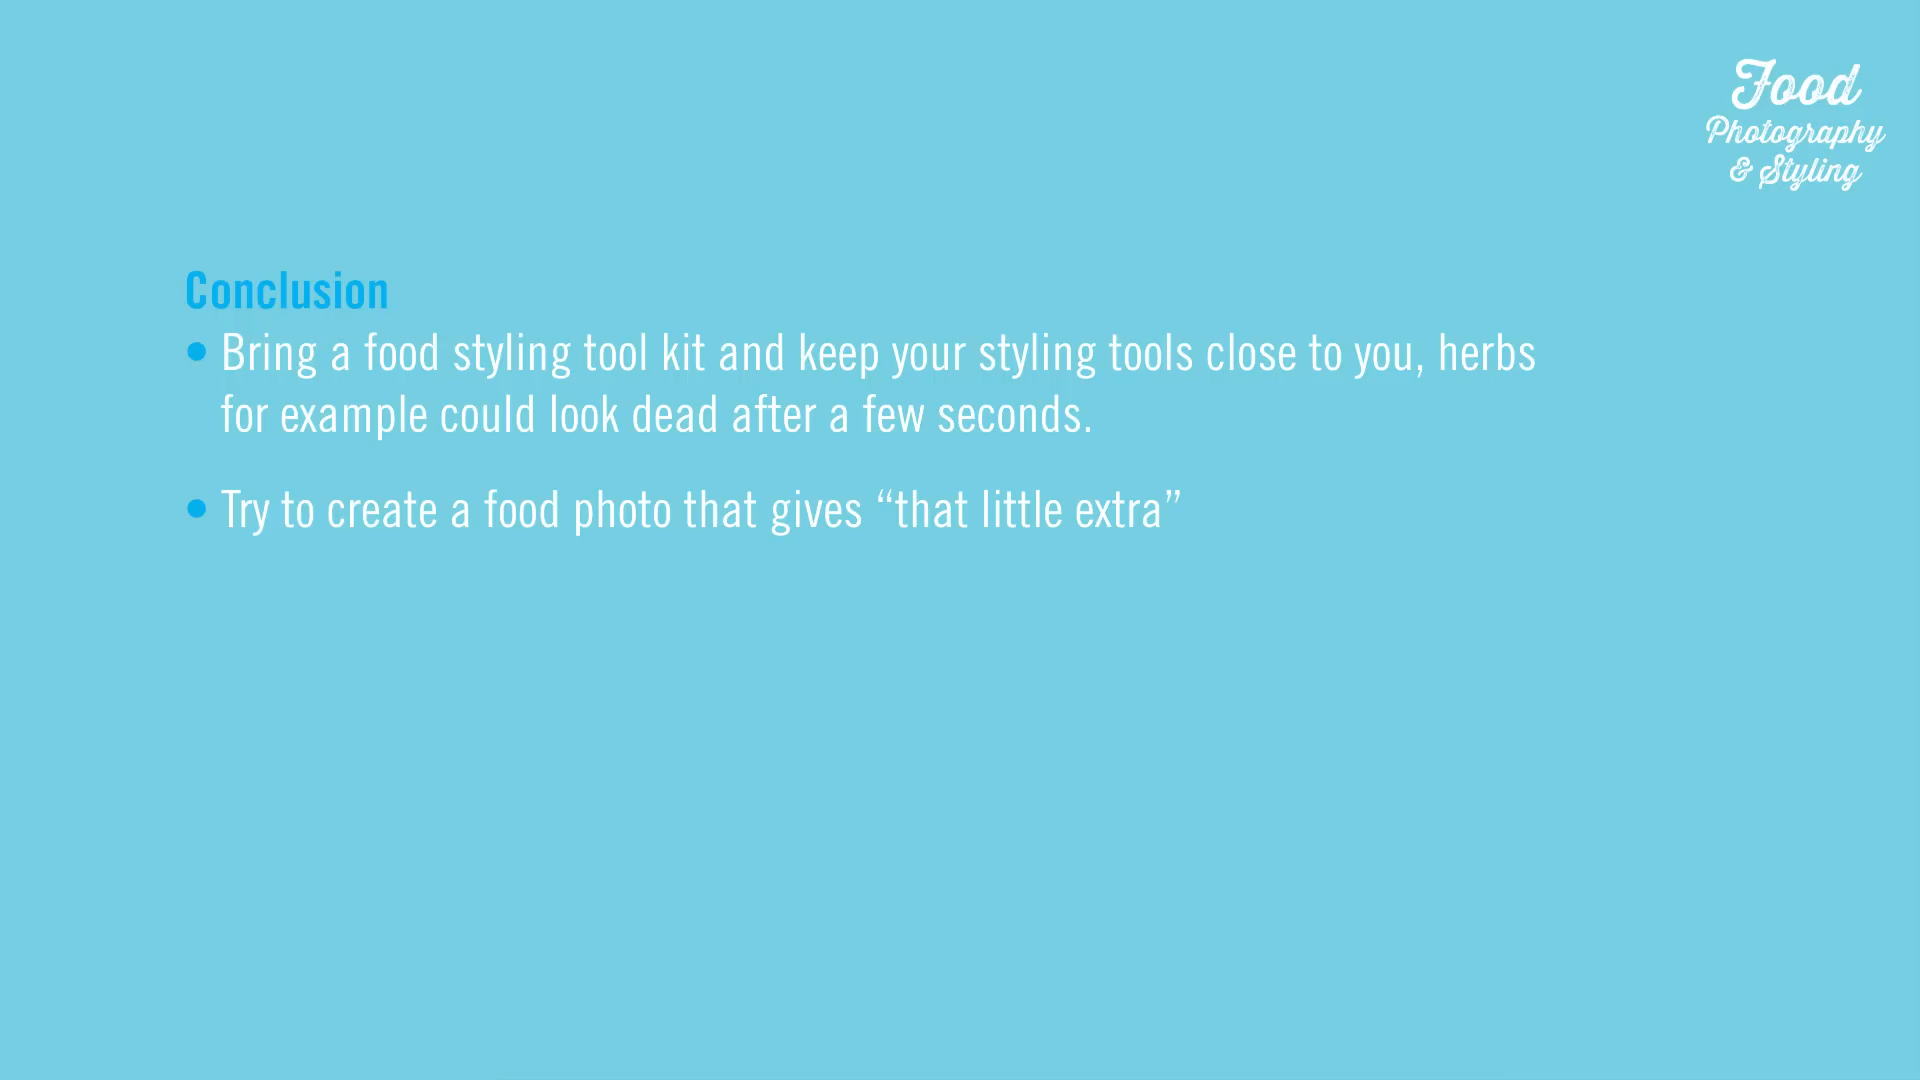 Food
Photography
& Styling
Conclusion
• Bring a food styling tool kit and keep your styling tools close to you, herbs
for example could look dead after a few seconds.
• Try to create a food photo that gives “that little extra”